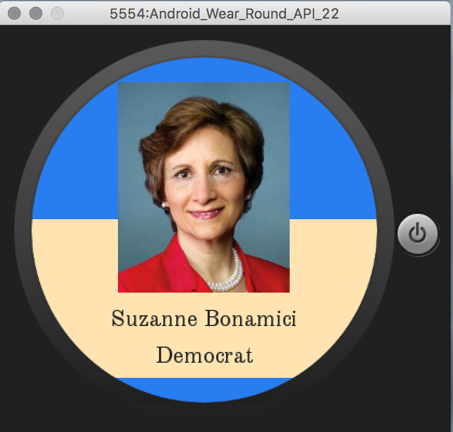 5554:Android_Wear_Round_API_22
Suzanne Bonamici
Democrat